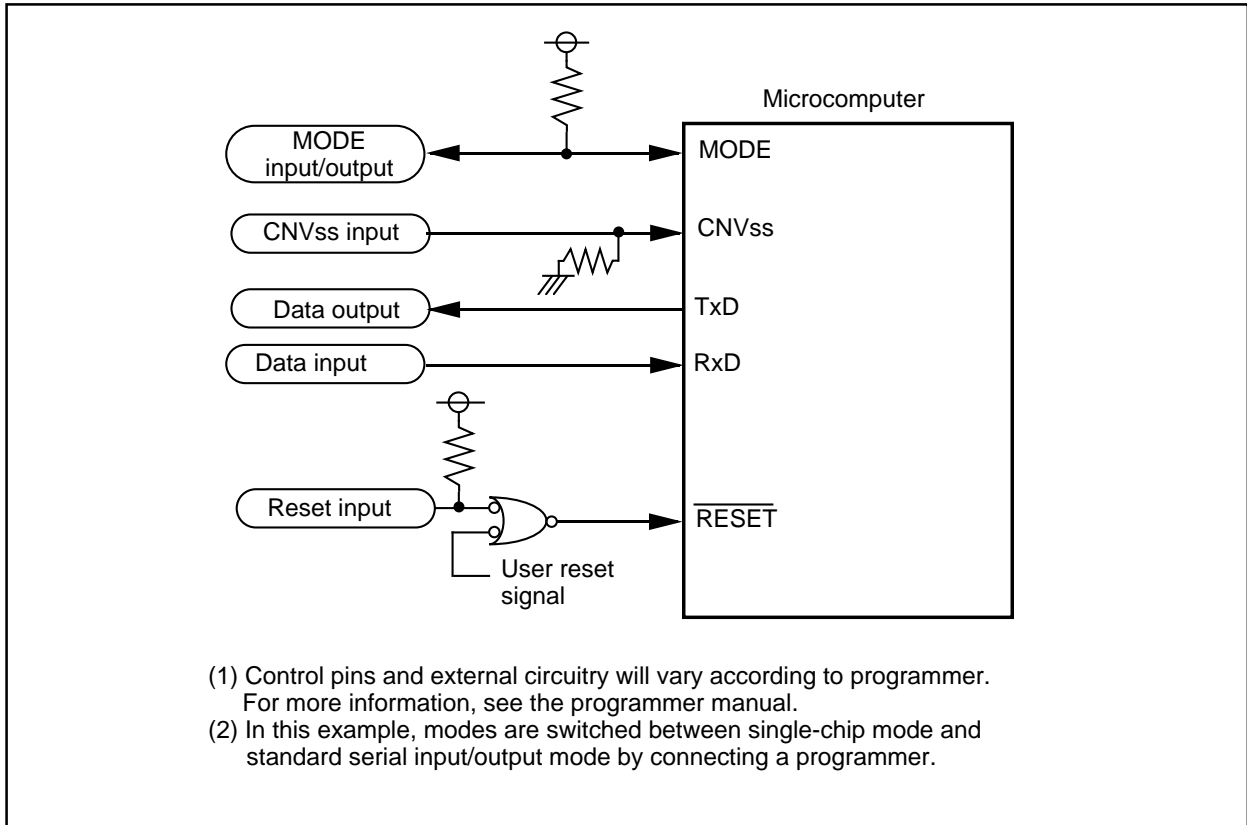 Microcomputer
MODE
input/output
MODE
CNVss input
CNVss
Data output
TxD
Data input
RxD
Reset input
RESET
User reset
signal
(1) Control pins and external circuitry will vary according to programmer.
For more information, see the programmer manual.
(2) In this example, modes are switched between single-chip mode and
standard serial input/output mode by connecting a programmer.